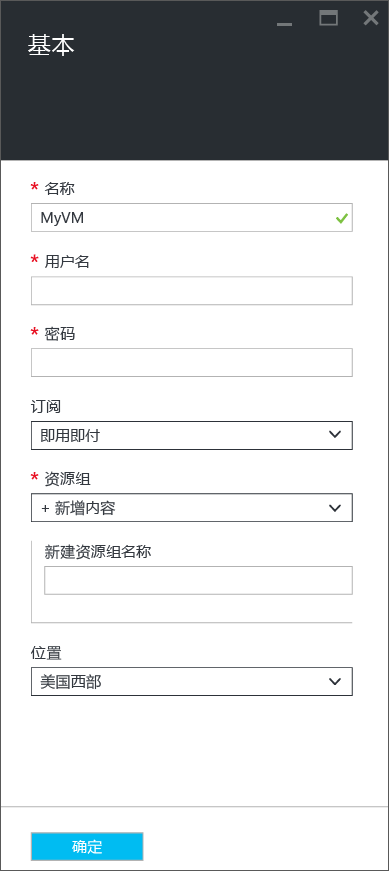 基本
* 名称
MyVM
* 用户名
* 密码
订阅
即用即付
* 资源组
+ 新增内容
新建资源组名称
位置
美国西部
确定